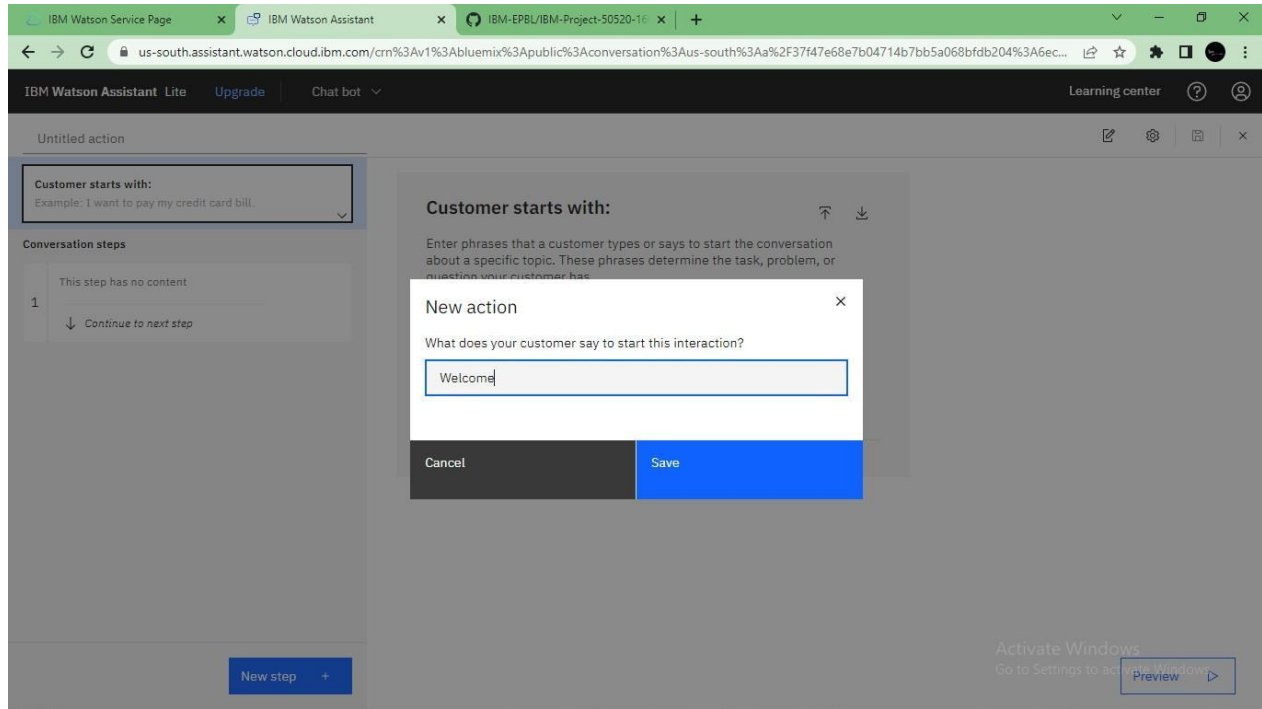 IBM Watson Service Page
IBM Watson Assistant
IBM-EPBL/IBM-Project-50520-16
us-south.assistant.watson.cloud.ibm.com/crn%3Av1%3Abluemix%3Apublic%3Aconversation%3Aus-south%3Aa%2F37f47e68e7b04714b7bb5a068bfdb204%3A6ec...
IBM Watson Assistant Lite Upgrade Chat bot Learning center
Untitled action
Customer starts with:
Example: I want to pay my credit card bill.
Conversation steps
1
This step has no content
Continue to next step
New step +
Customer starts with:
Enter phrases that a customer types or says to start the conversation
about a specific topic. These phrases determine the task, problem, or
question your customer has.
New action
What does your customer say to start this interaction?
Welcome
Cancel Save
Activate Windows
Go to Settings to activate Windows.
Preview